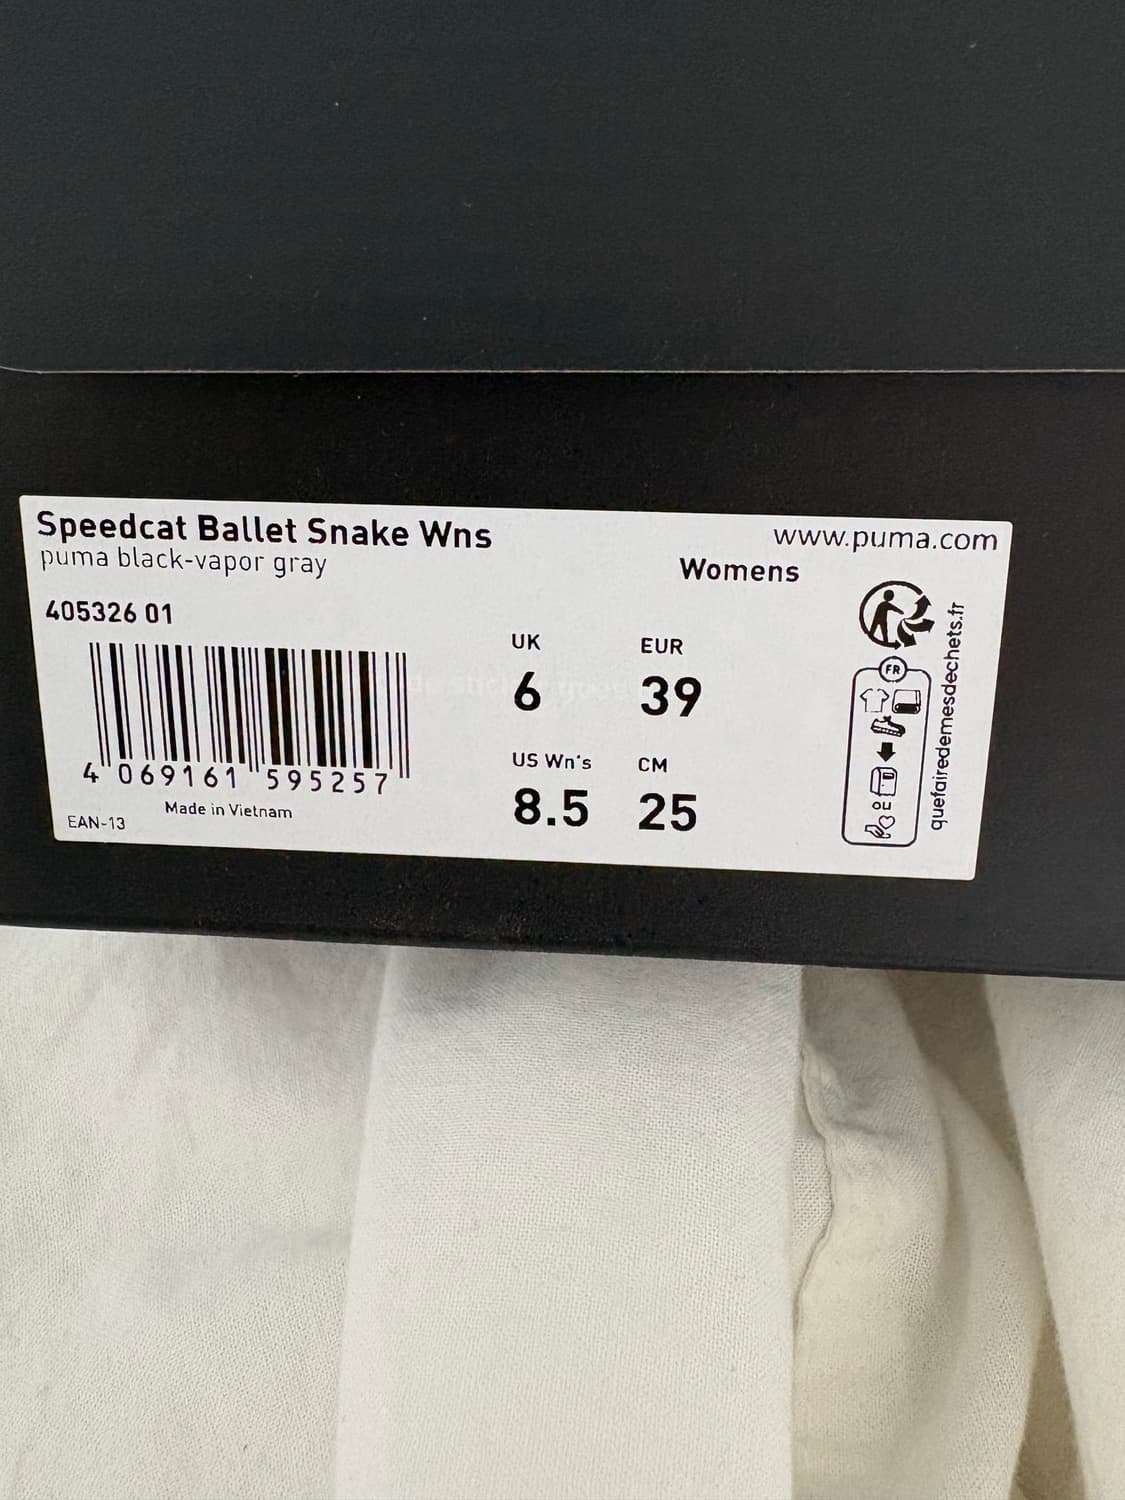 Speedcat Ballet Snake Wns
puma black-vapor gray
405326 01
4 069161 595257
Made in Vietnam
EAN-13
www.puma.com
Womens
UK
6
EUR
39
US Wn's
8.5
CM
25
FR
ou
quefairedemesdechets.fr